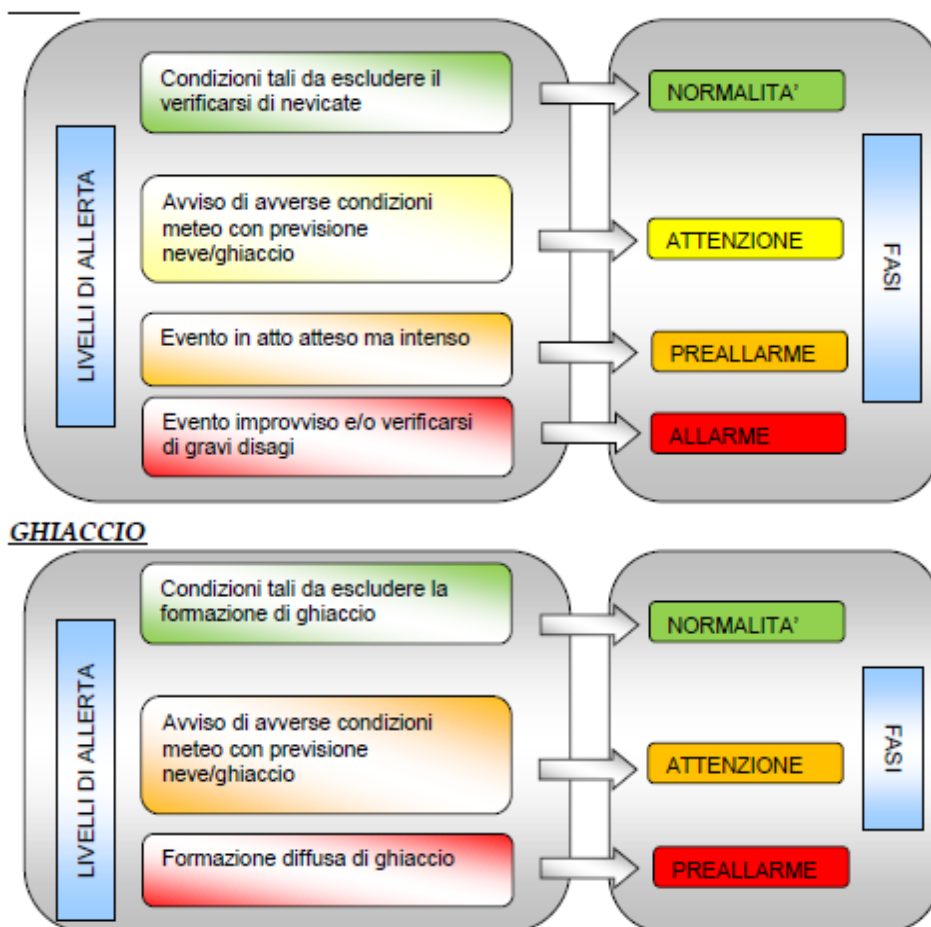 LIVELLI DI ALLERTA
Condizioni tali da escludere il
verificarsi di nevicate
NORMALITA'
Avviso di avverse condizioni
meteo con previsione
neve/ghiaccio
ATTENZIONE
Evento in atto atteso ma intenso
PREALLARME
Evento improvviso e/o verificarsi
di gravi disagi
ALLARME
FASI
GHIACCIO
LIVELLI DI ALLERTA
Condizioni tali da escludere la
formazione di ghiaccio
NORMALITA'
Avviso di avverse condizioni
meteo con previsione
neve/ghiaccio
ATTENZIONE
Formazione diffusa di ghiaccio
PREALLARME
FASI